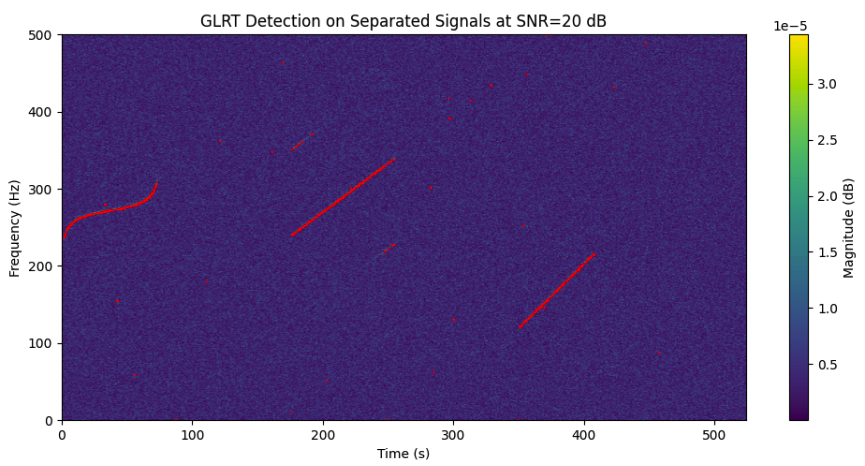 GLRT Detection on Separated Signals at SNR=20 dB
1e−5
500
400
300
200
100
0
Frequency (Hz)
0 100 200 300 400 500
Time (s)
3.0
2.5
2.0
1.5
1.0
0.5
Magnitude (dB)